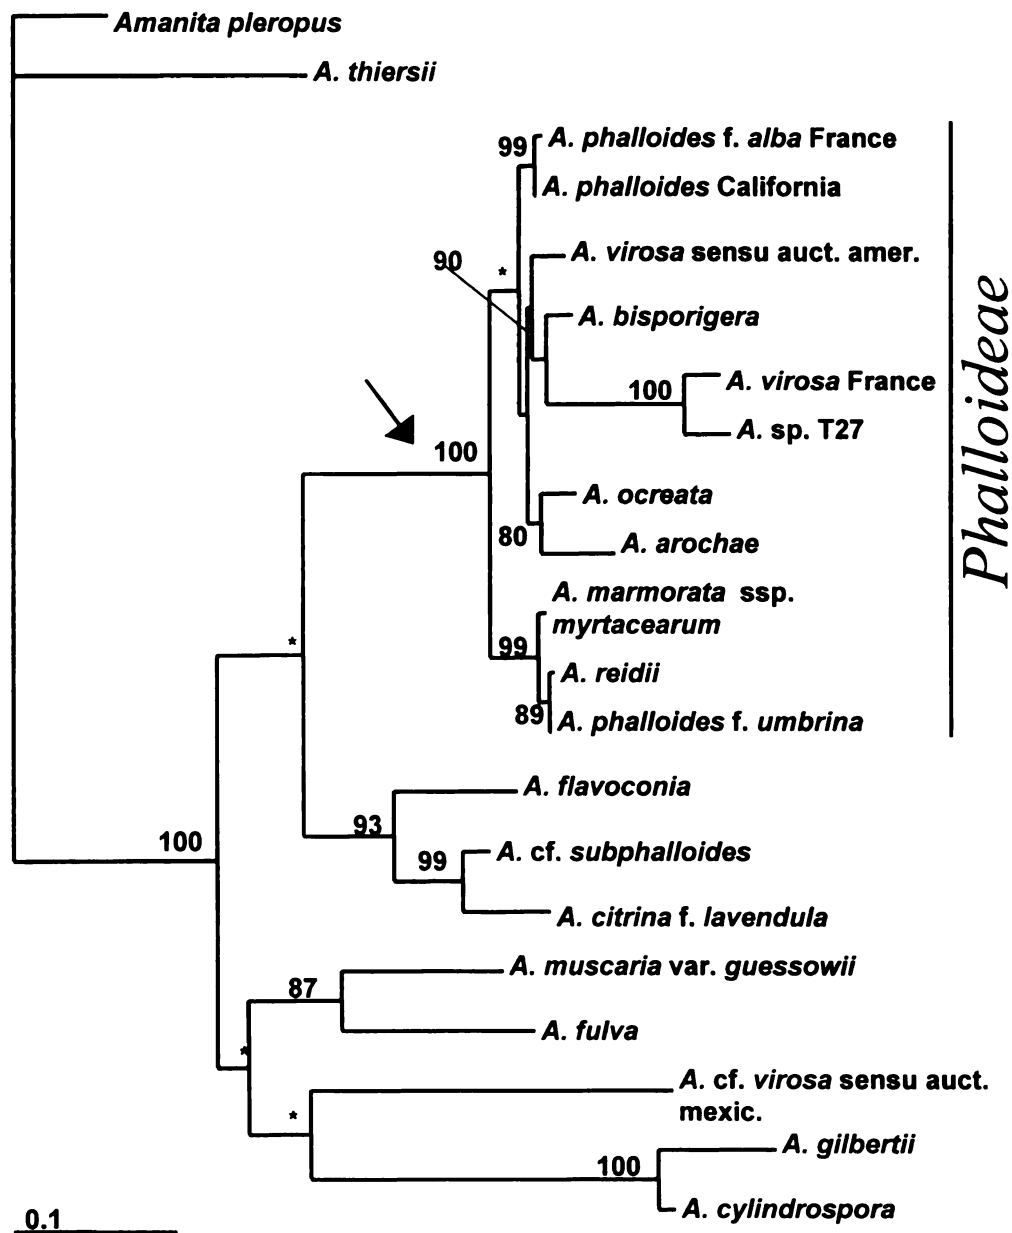 Amanita pleropus
A. thiersii
99
A. phalloides f. alba France
A. phalloides California
90
*
A. virosa sensu auct. amer.
A. bisporigera
100
A. virosa France
A. sp. T27
100
A. ocreata
80
A. arochae
A. marmorata ssp.
myrtacearum
*
99
A. reidii
89
A. phalloides f. umbrina
Phalloideae
A. flavoconia
93
100
99
A. cf. subphalloides
A. citrina f. lavendula
87
A. muscaria var. guessowii
A. fulva
*
A. cf. virosa sensu auct.
mexic.
*
A. gilbertii
100
A. cylindrospora
0.1